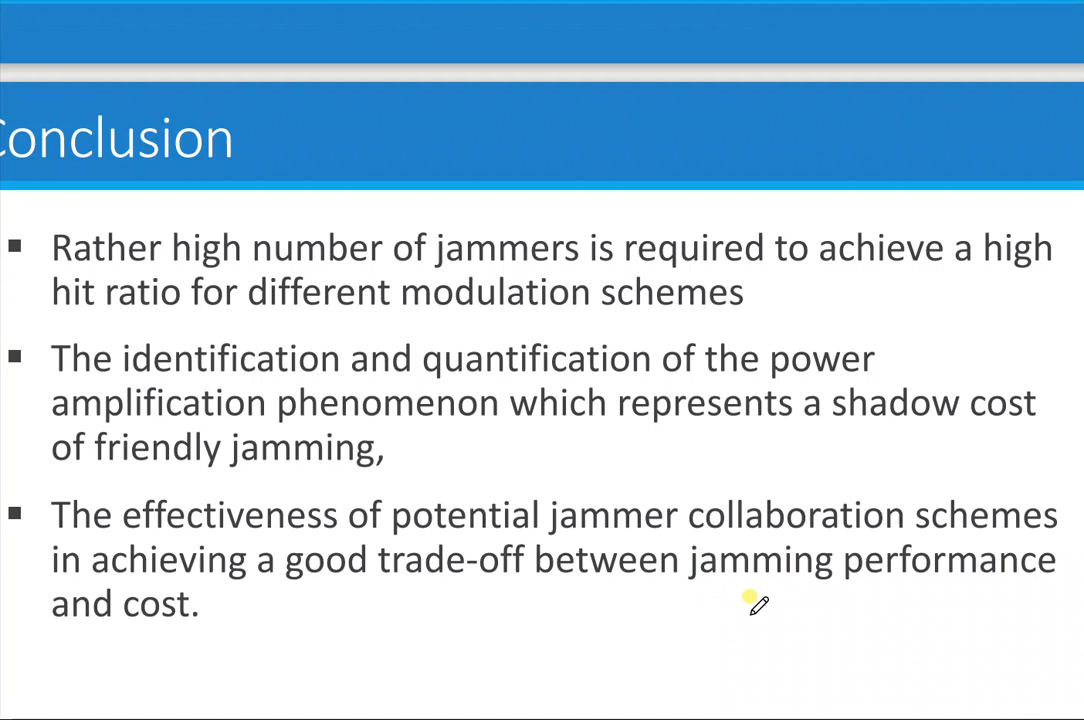 Conclusion
▪ Rather high number of jammers is required to achieve a high
hit ratio for different modulation schemes
▪ The identification and quantification of the power
amplification phenomenon which represents a shadow cost
of friendly jamming,
▪ The effectiveness of potential jammer collaboration schemes
in achieving a good trade-off between jamming performance
and cost.